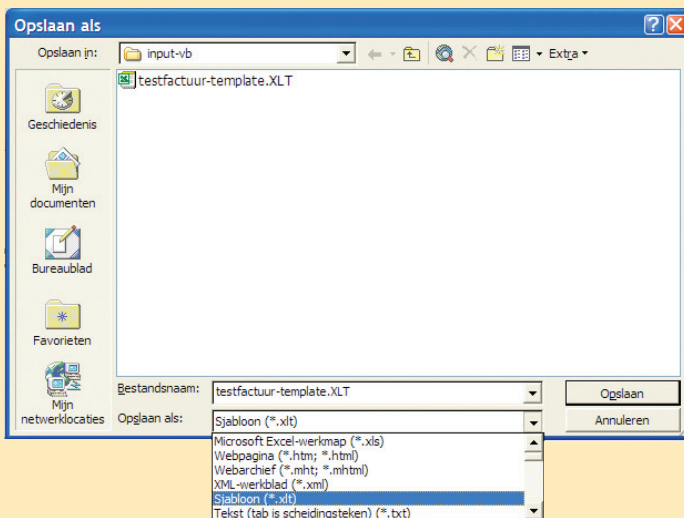 Opslaan als
Opslaan in:
input-vb
Extra
testfactuur-template.XLT
Geschiedenis
Mijn
documenten
Bureaublad
Favorieten
Mijn
netwerklocaties
Bestandsnaam:
testfactuur-template.XLT
Opslaan
Opslaan als:
Sjabloon (*.xlt)
Annuleren
Microsoft Excel-werkmap (*.xls)
Webpagina (*.htm; *.html)
Webarchief (*.mht; *.mhtml)
XML-werkblad (*.xml)
Sjabloon (*.xlt)
Tekst (tab is scheidingsteken) (*.txt)